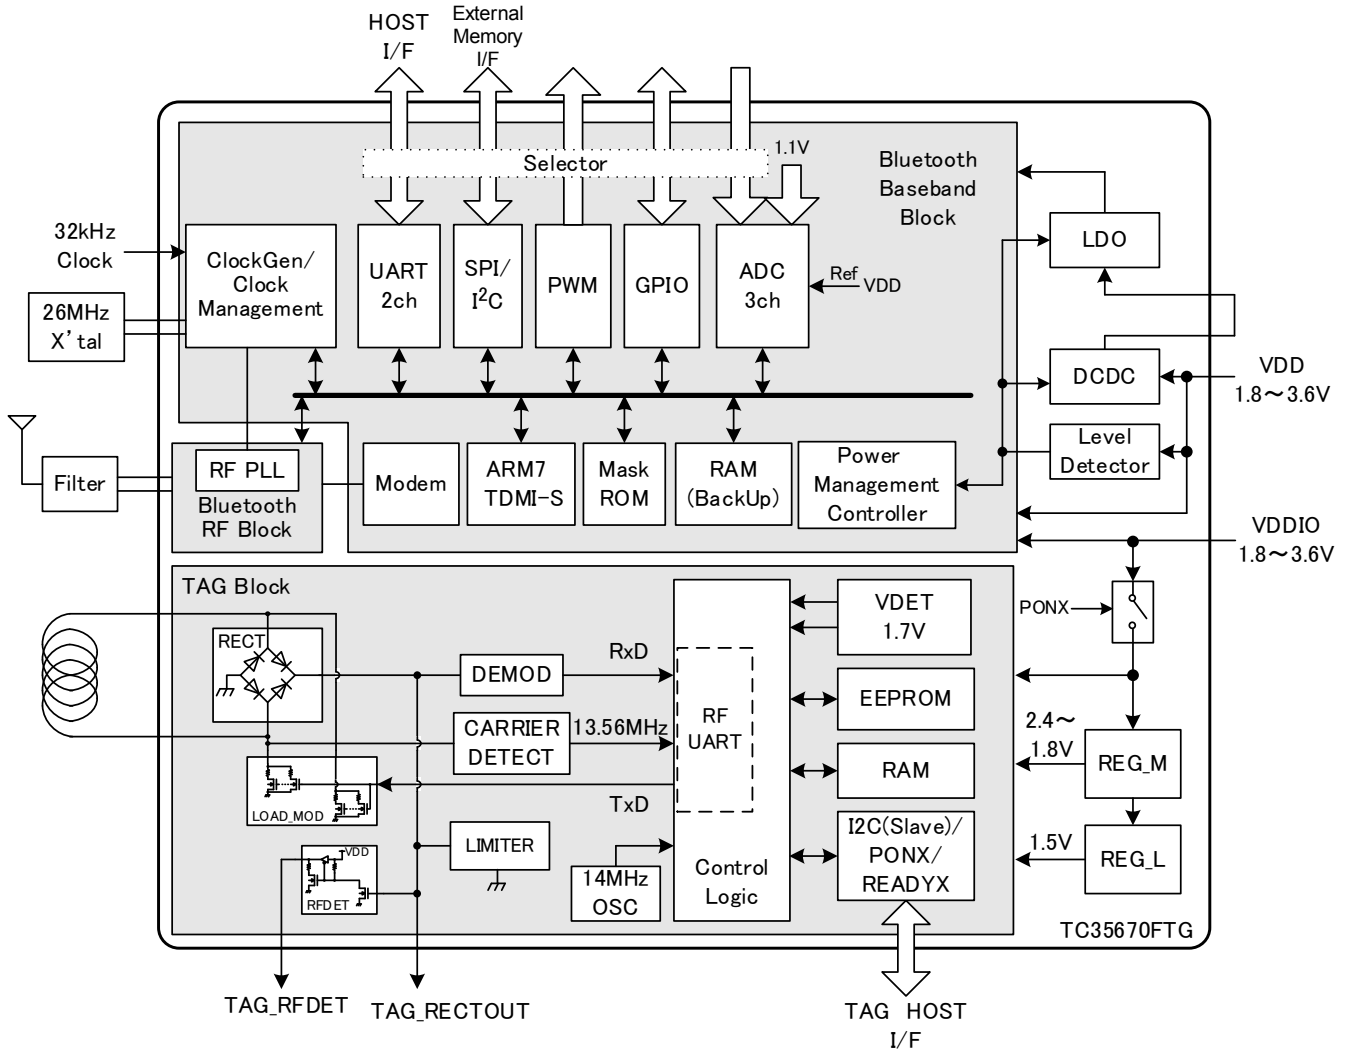 HOST
I/F
External
Memory
I/F
Selector
1.1V
Bluetooth
Baseband
Block
32kHz
Clock
26MHz
X'tal
ClockGen/
Clock
Management
UART
2ch
SPI/
I²C
PWM
GPIO
ADC
3ch
Ref
VDD
LDO
DCDC
VDD
1.8～3.6V
Level
Detector
Filter
RF PLL
Bluetooth
RF Block
Modem
ARM7
TDMI-S
Mask
ROM
RAM
(BackUp)
Power
Management
Controller
VDDIO
1.8～3.6V
TAG Block
RECT
DEMOD
RxD
CARRIER
DETECT
13.56MHz
LOAD_MOD
TxD
VDD
RFDET
LIMITER
14MHz
OSC
RF
UART
Control
Logic
VDET
1.7V
EEPROM
RAM
I2C(Slave)/
PONX/
READYX
PONX
2.4～
1.8V
REG_M
1.5V
REG_L
TC35670FTG
TAG_RFDET
TAG_RECTOUT
TAG HOST
I/F